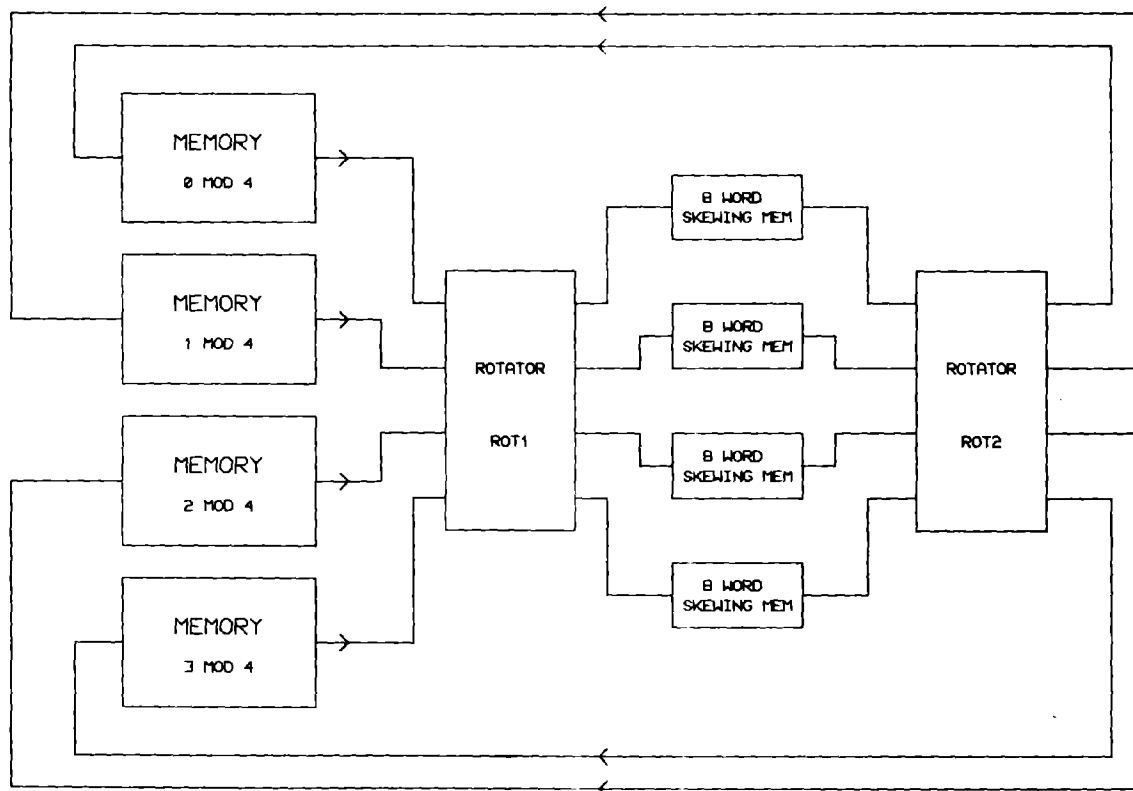 MEMORY
0 MOD 4
MEMORY
1 MOD 4
MEMORY
2 MOD 4
MEMORY
3 MOD 4
ROTATOR
ROT1
8 WORD
SKEWING MEM
8 WORD
SKEWING MEM
8 WORD
SKEWING MEM
8 WORD
SKEWING MEM
ROTATOR
ROT2